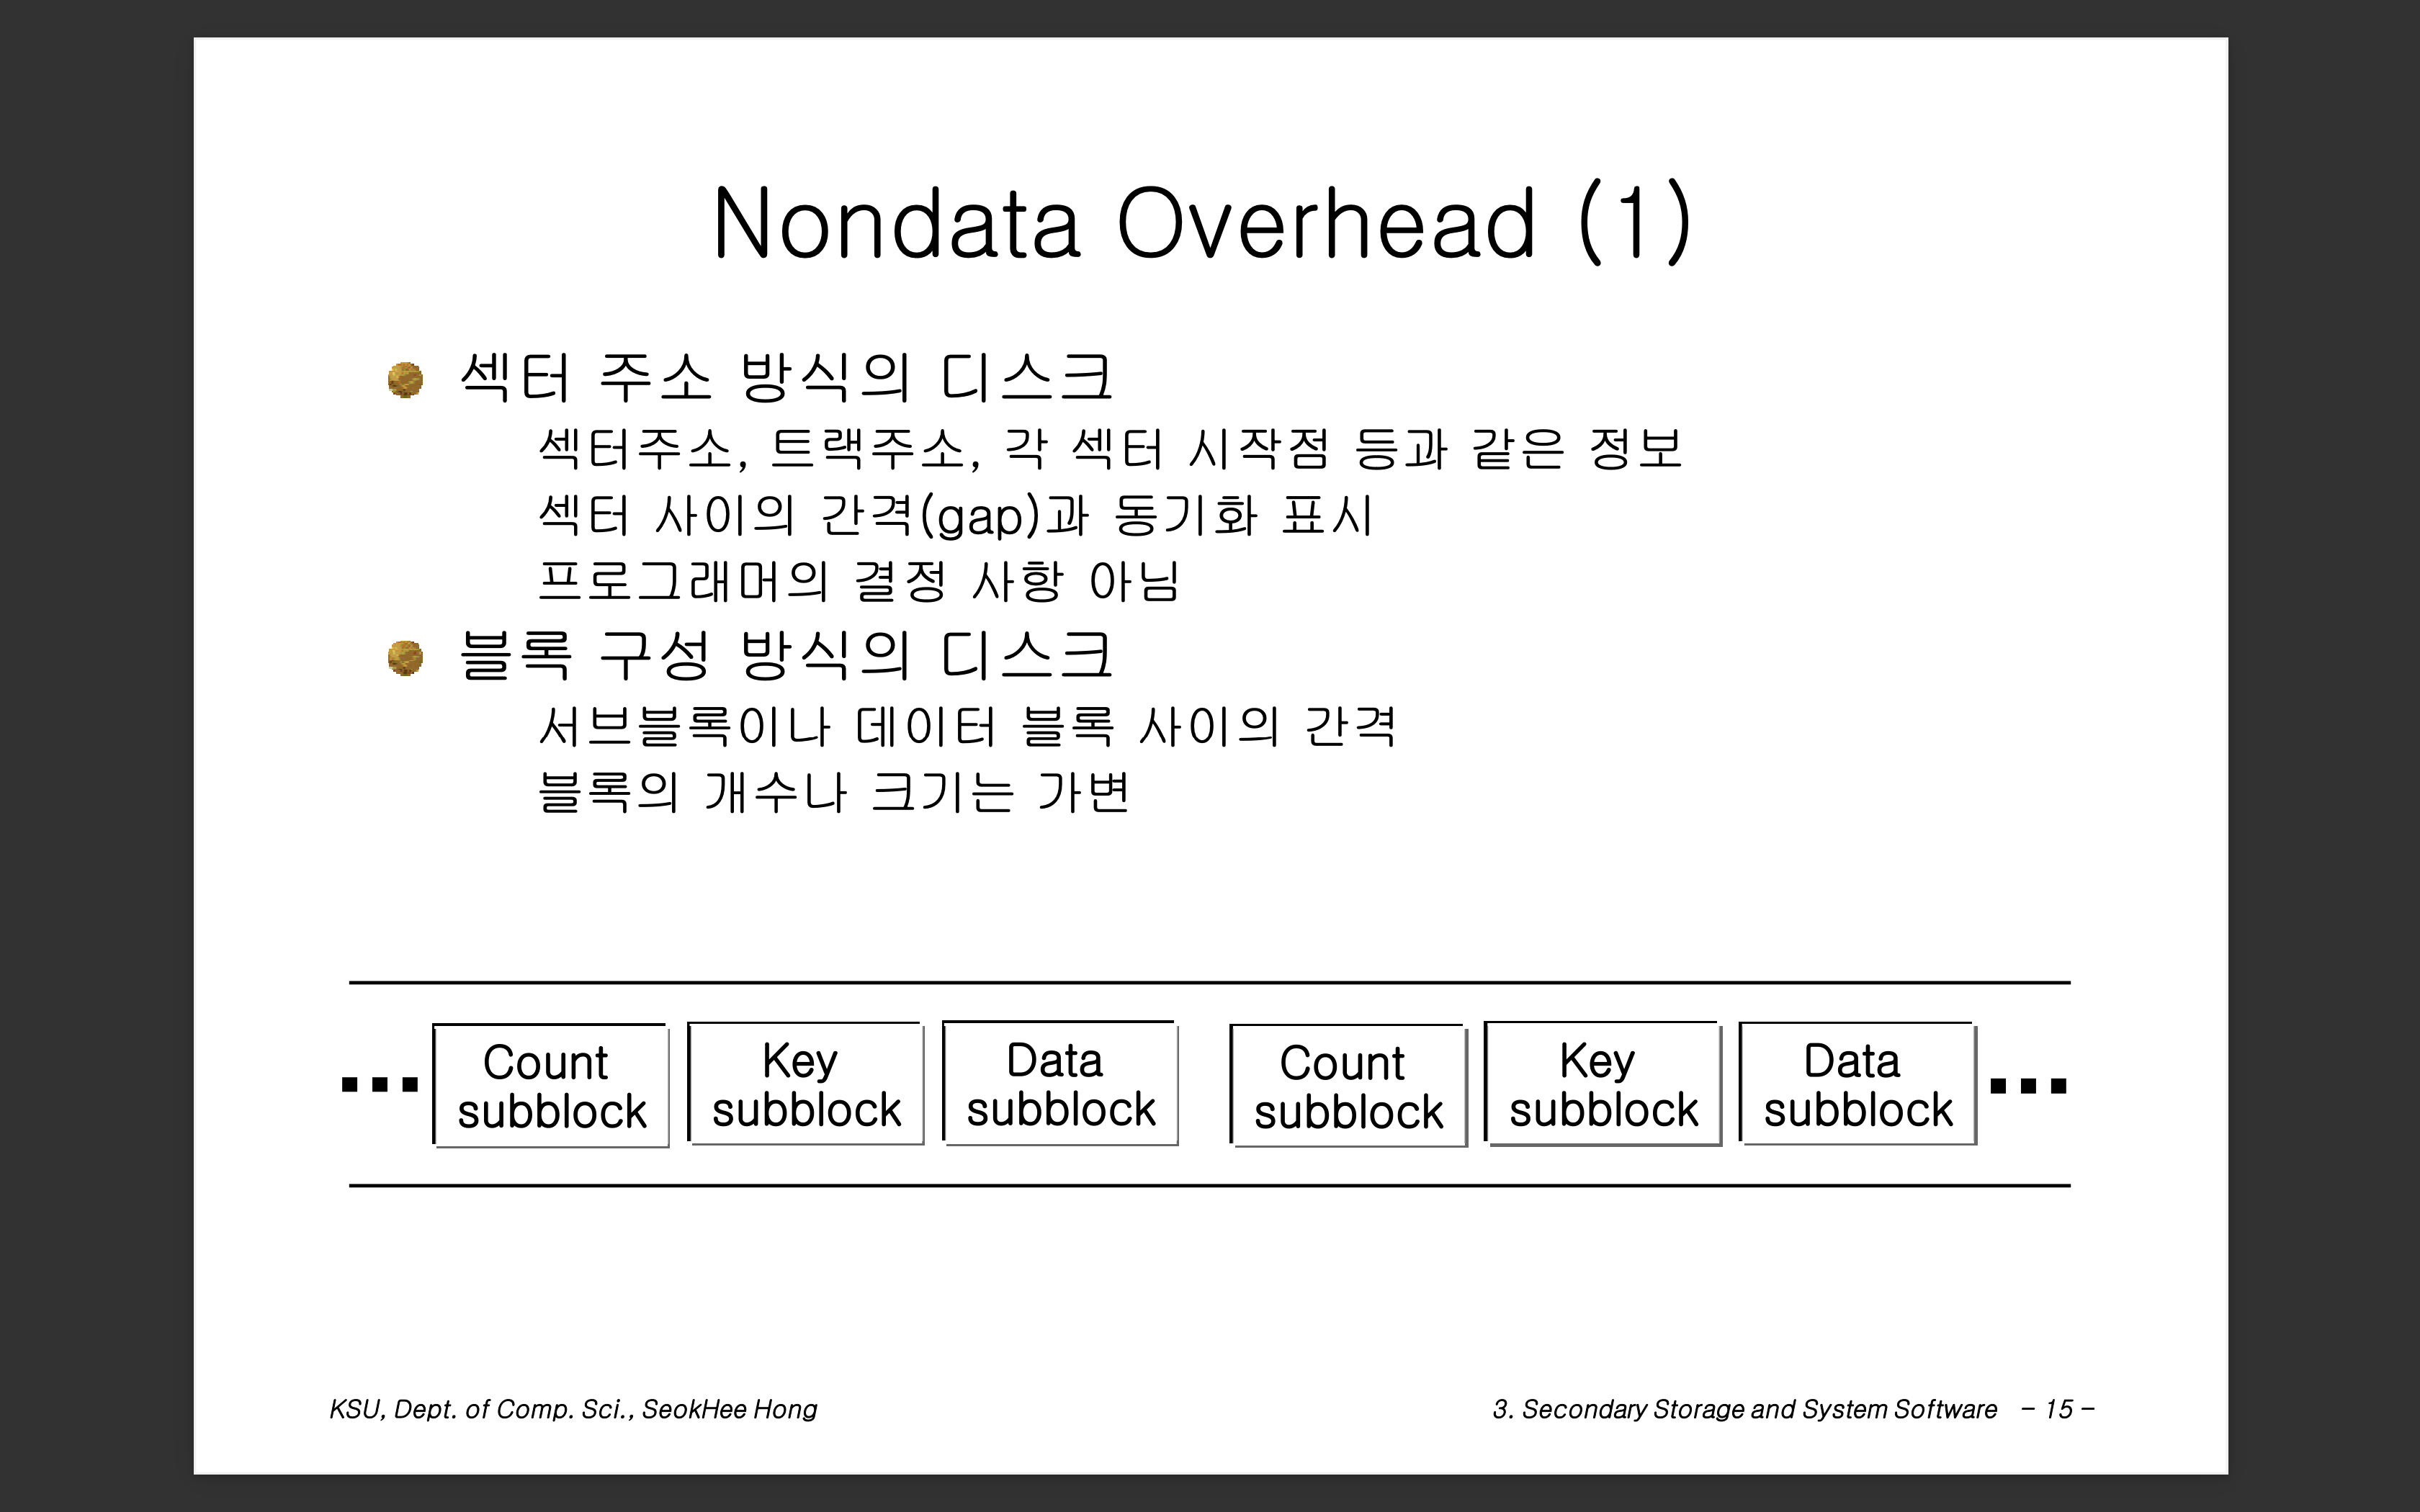 Nondata Overhead (1)
섹터 주소 방식의 디스크
섹터주소, 트랙주소, 각 섹터 시작점 등과 같은 정보
섹터 사이의 간격(gap)과 동기화 표시
프로그래머의 결정 사항 아님
블록 구성 방식의 디스크
서브블록이나 데이터 블록 사이의 간격
블록의 개수나 크기는 가변
Count
subblock
Key
subblock
Data
subblock
Count
subblock
Key
subblock
Data
subblock
KSU, Dept. of Comp. Sci., SeokHee Hong
3. Secondary Storage and System Software - 15 -